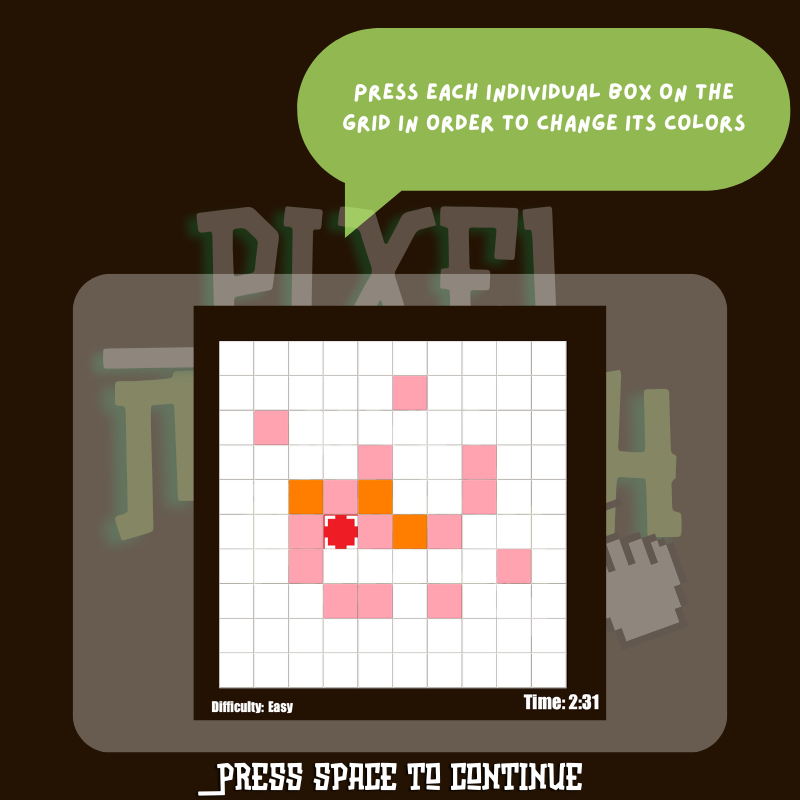 PRESS EACH INDIVIDUAL BOX ON THE
GRID IN ORDER TO CHANGE ITS COLORS
PIXEL
Difficulty: Easy
Time: 2:31
PRESS SPACE TO CONTINUE